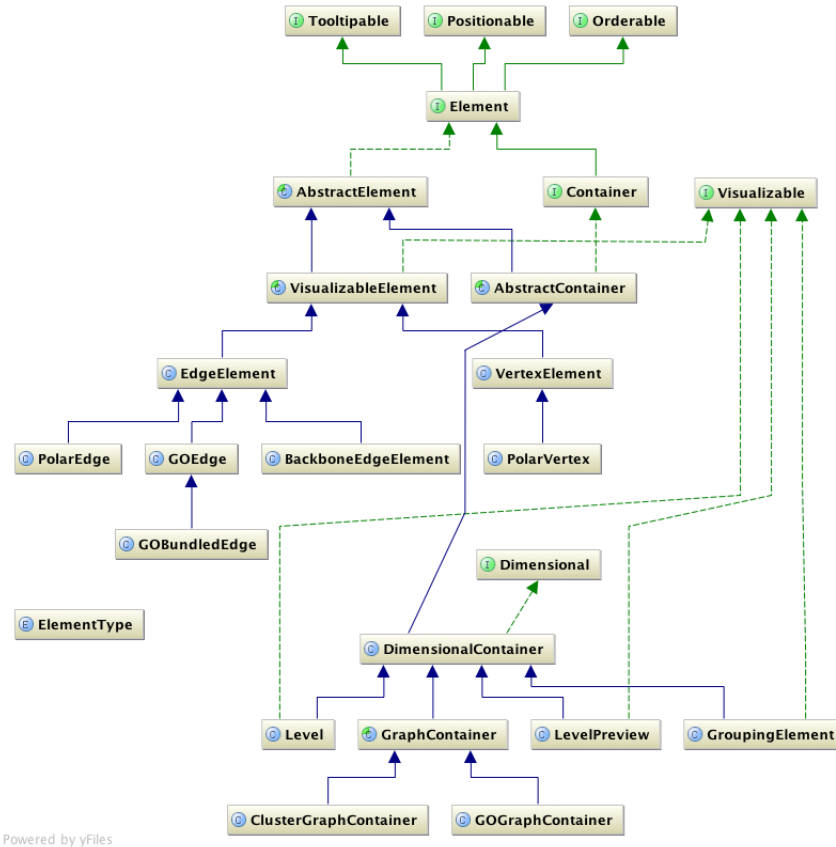 I Tooltipable
I Positionable
I Orderable
I Element
C AbstractElement
I Container
I Visualizable
C VisualizableElement
C AbstractContainer
C EdgeElement
C VertexElement
C PolarEdge
C GOEdge
C BackboneEdgeElement
C PolarVertex
C GOBundledEdge
I Dimensional
E ElementType
C DimensionalContainer
C Level
C GraphContainer
C LevelPreview
C GroupingElement
C ClusterGraphContainer
C GOGraphContainer
Powered by yFiles